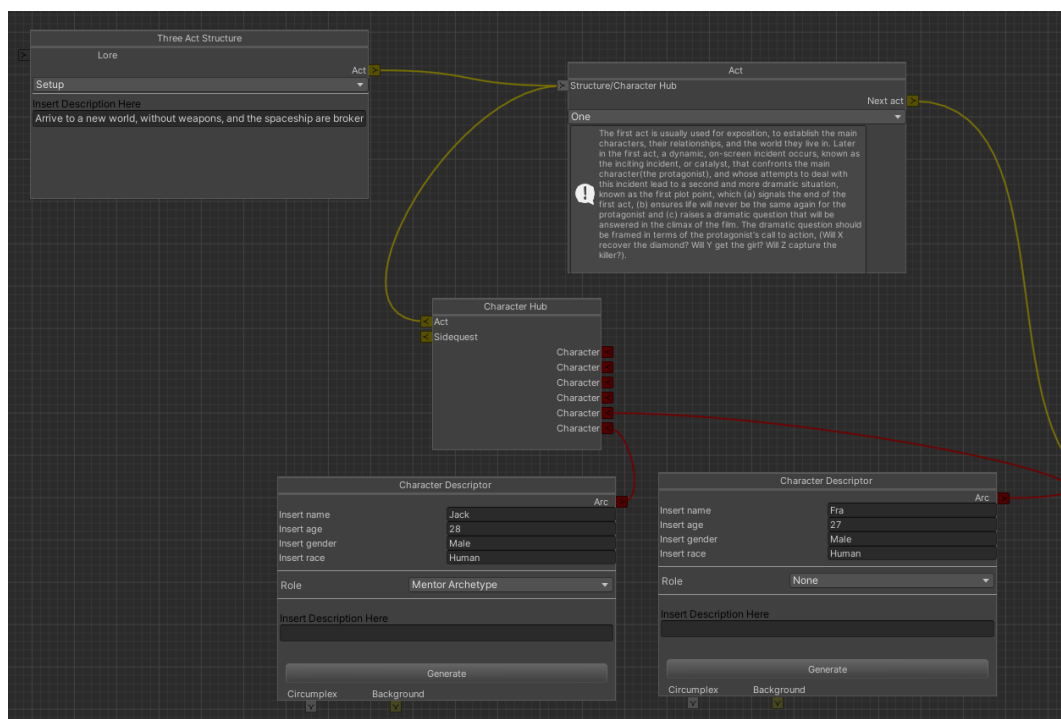 Three Act Structure
Lore
Act
Setup
Insert Description Here
Arrive to a new world, without weapons, and the spaceship are broker
Act
Structure/Character Hub
Next act
One
The first act is usually used for exposition, to establish the main
characters, their relationships, and the world they live in. Later
in the first act, a dynamic, on-screen incident occurs, known as
the inciting incident, or catalyst, that confronts the main
character(the protagonist), and whose attempts to deal with
this incident lead to a second and more dramatic situation,
known as the first plot point, which (a) signals the end of the
first act, (b) ensures life will never be the same again for the
protagonist and (c) raises a dramatic question that will be
answered in the climax of the film. The dramatic question should
be framed in terms of the protagonist's call to action, (Will X
recover the diamond? Will Y get the girl? Will Z capture the
killer?).
Character Hub
Act
Sidequest
Character
Character
Character
Character
Character
Character
Character Descriptor
Arc
Insert name Jack
Insert age 28
Insert gender Male
Insert race Human
Role Mentor Archetype
Insert Description Here
Generate
Circumplex Background
Character Descriptor
Arc
Insert name Fra
Insert age 27
Insert gender Male
Insert race Human
Role None
Insert Description Here
Generate
Circumplex Background